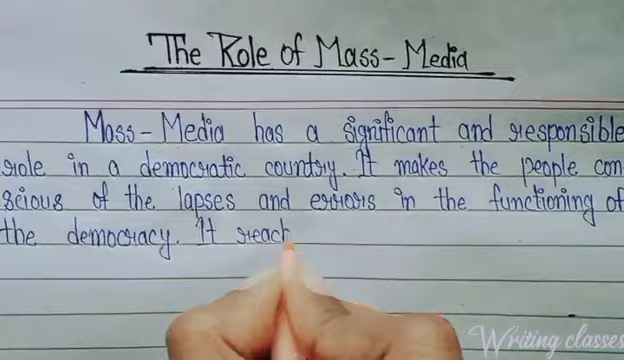 The Role of Mass-Media
Mass-Media has a significant and responsible
role in a democratic country. It makes the people con-
scious of the lapses and errors in the functioning of
the democracy. It reach
Writing classes